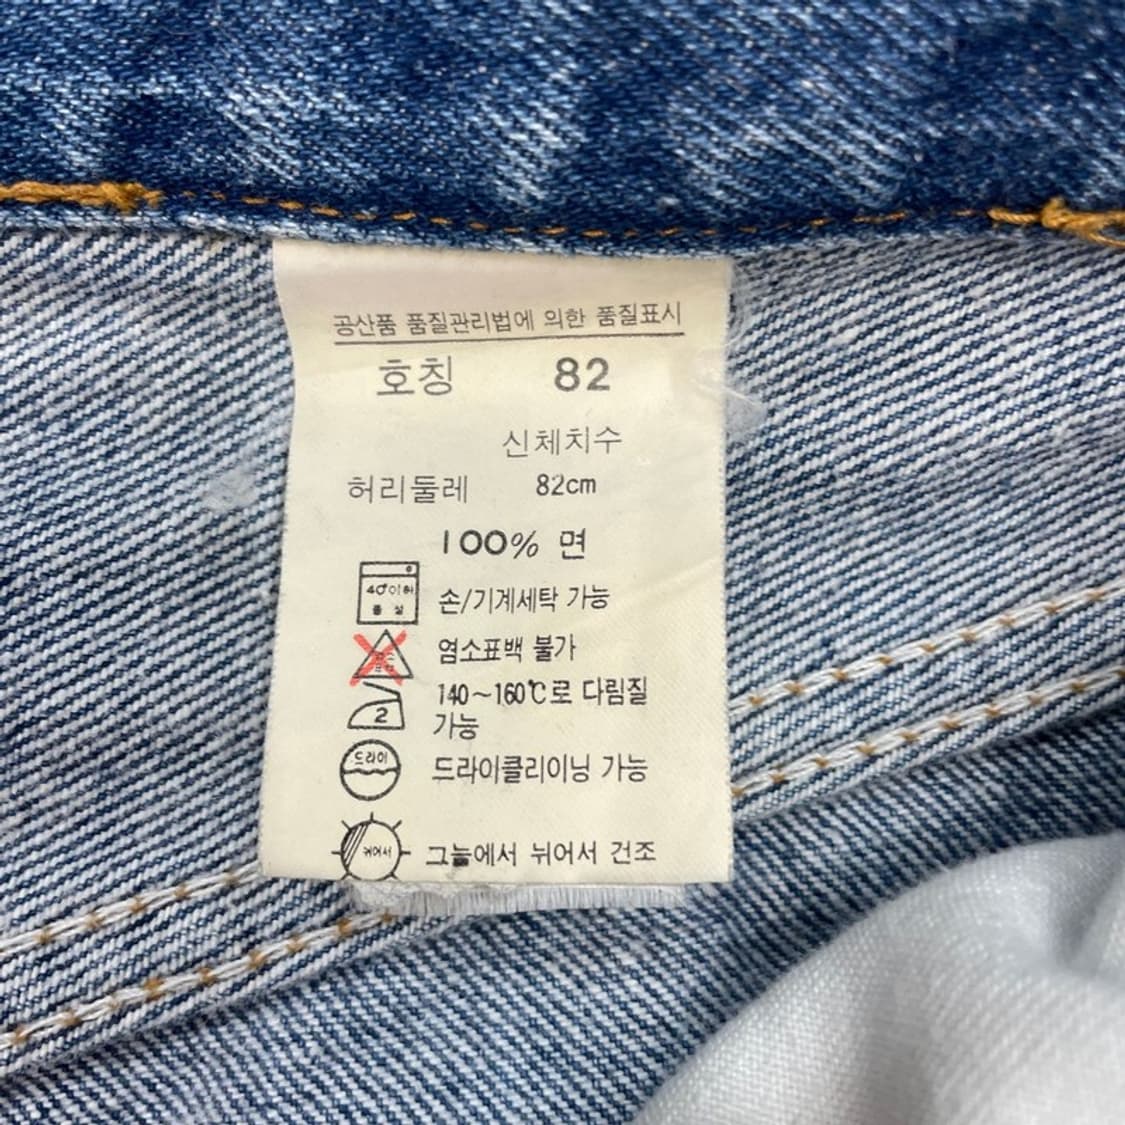 공산품 품질관리법에 의한 품질표시
호칭 82
신체치수
허리둘레 82cm
100% 면
40이하
손/기계세탁 가능
염소표백 불가
140~160℃로 다림질
2
가능
드라이
드라이클리이닝 가능
뉘어서
그늘에서 뉘어서 건조